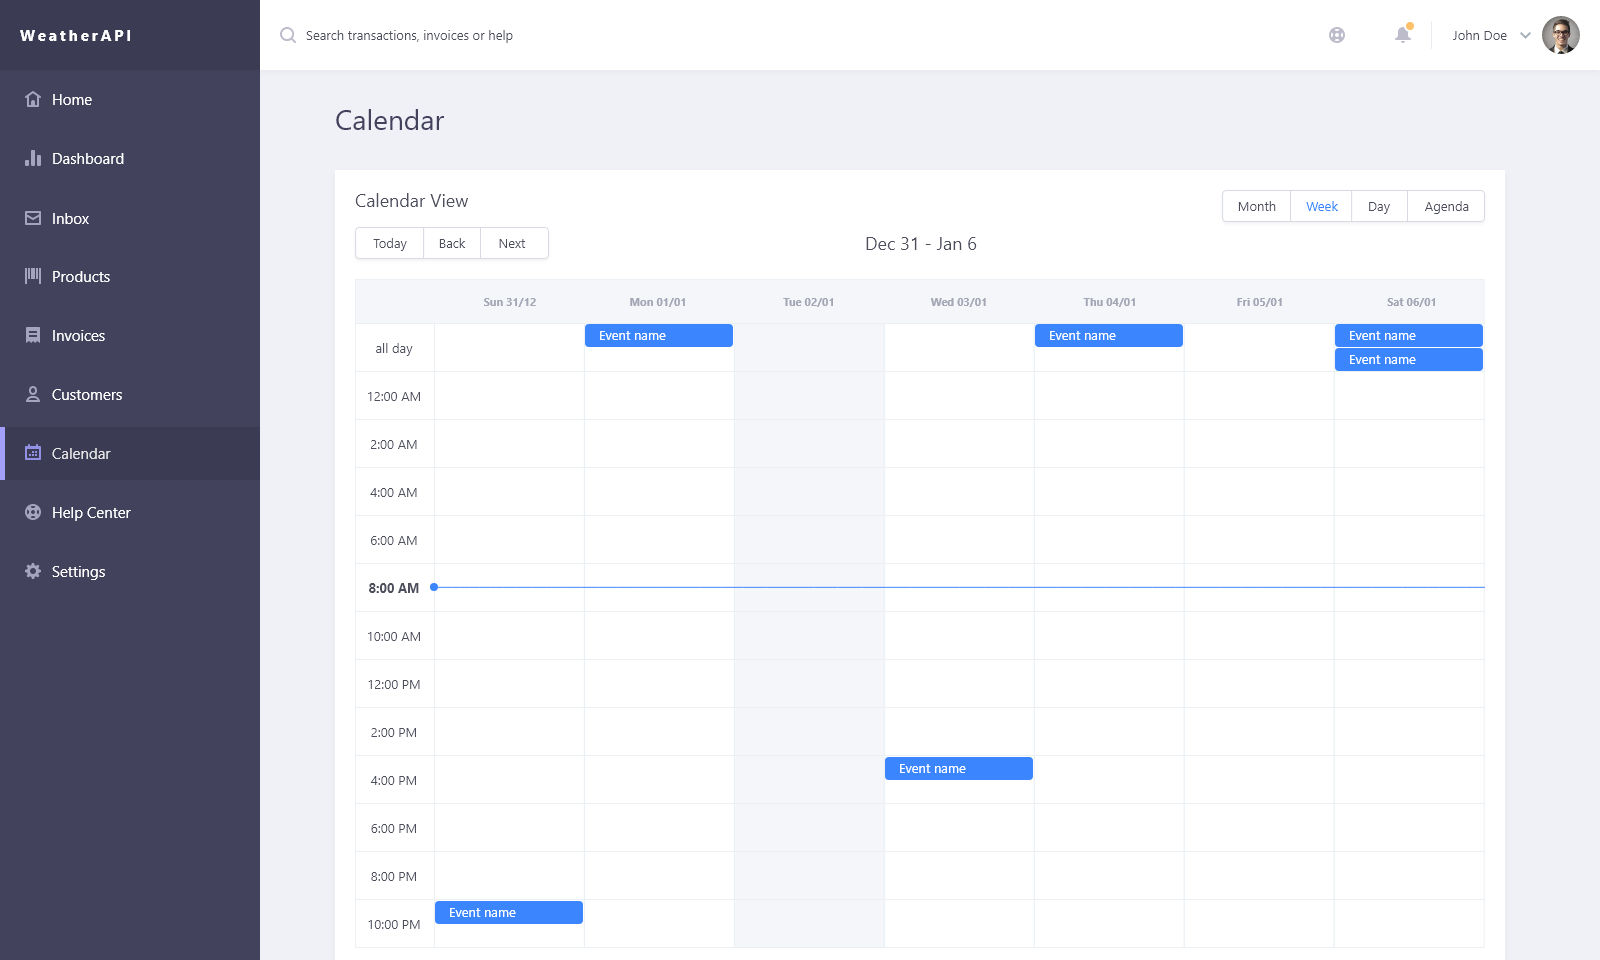 WeatherAPI
Search transactions, invoices or help
John Doe
Home
Dashboard
Inbox
Products
Invoices
Customers
Calendar
Help Center
Settings
Calendar
Calendar View
Month Week Day Agenda
Today Back Next
Dec 31 - Jan 6
Sun 31/12 Mon 01/01 Tue 02/01 Wed 03/01 Thu 04/01 Fri 05/01 Sat 06/01
all day Event name Event name Event name
Event name
12:00 AM
2:00 AM
4:00 AM
6:00 AM
8:00 AM
10:00 AM
12:00 PM
2:00 PM
4:00 PM Event name
6:00 PM
8:00 PM
10:00 PM Event name